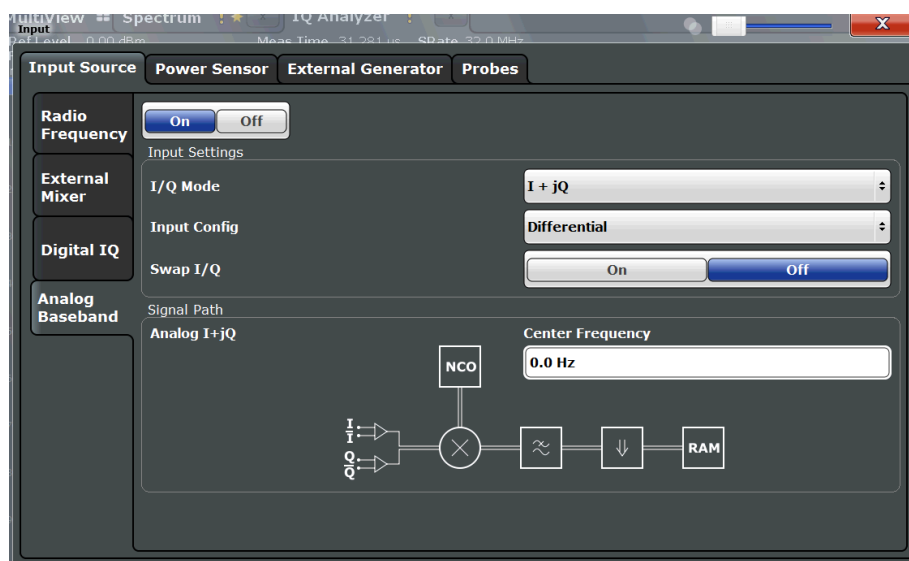 MultiView Spectrum IQ Analyzer
Input
Ref Level 0.00 dBm Meas Time 31.281 us SRate 32.0 MHz
Input Source Power Sensor External Generator Probes
Radio Frequency
On Off
Input Settings
External Mixer
I/Q Mode I + jQ
Input Config Differential
Digital IQ
Swap I/Q On Off
Analog Baseband
Signal Path
Analog I+jQ Center Frequency
0.0 Hz
NCO
I
I
Q
Q
RAM
X